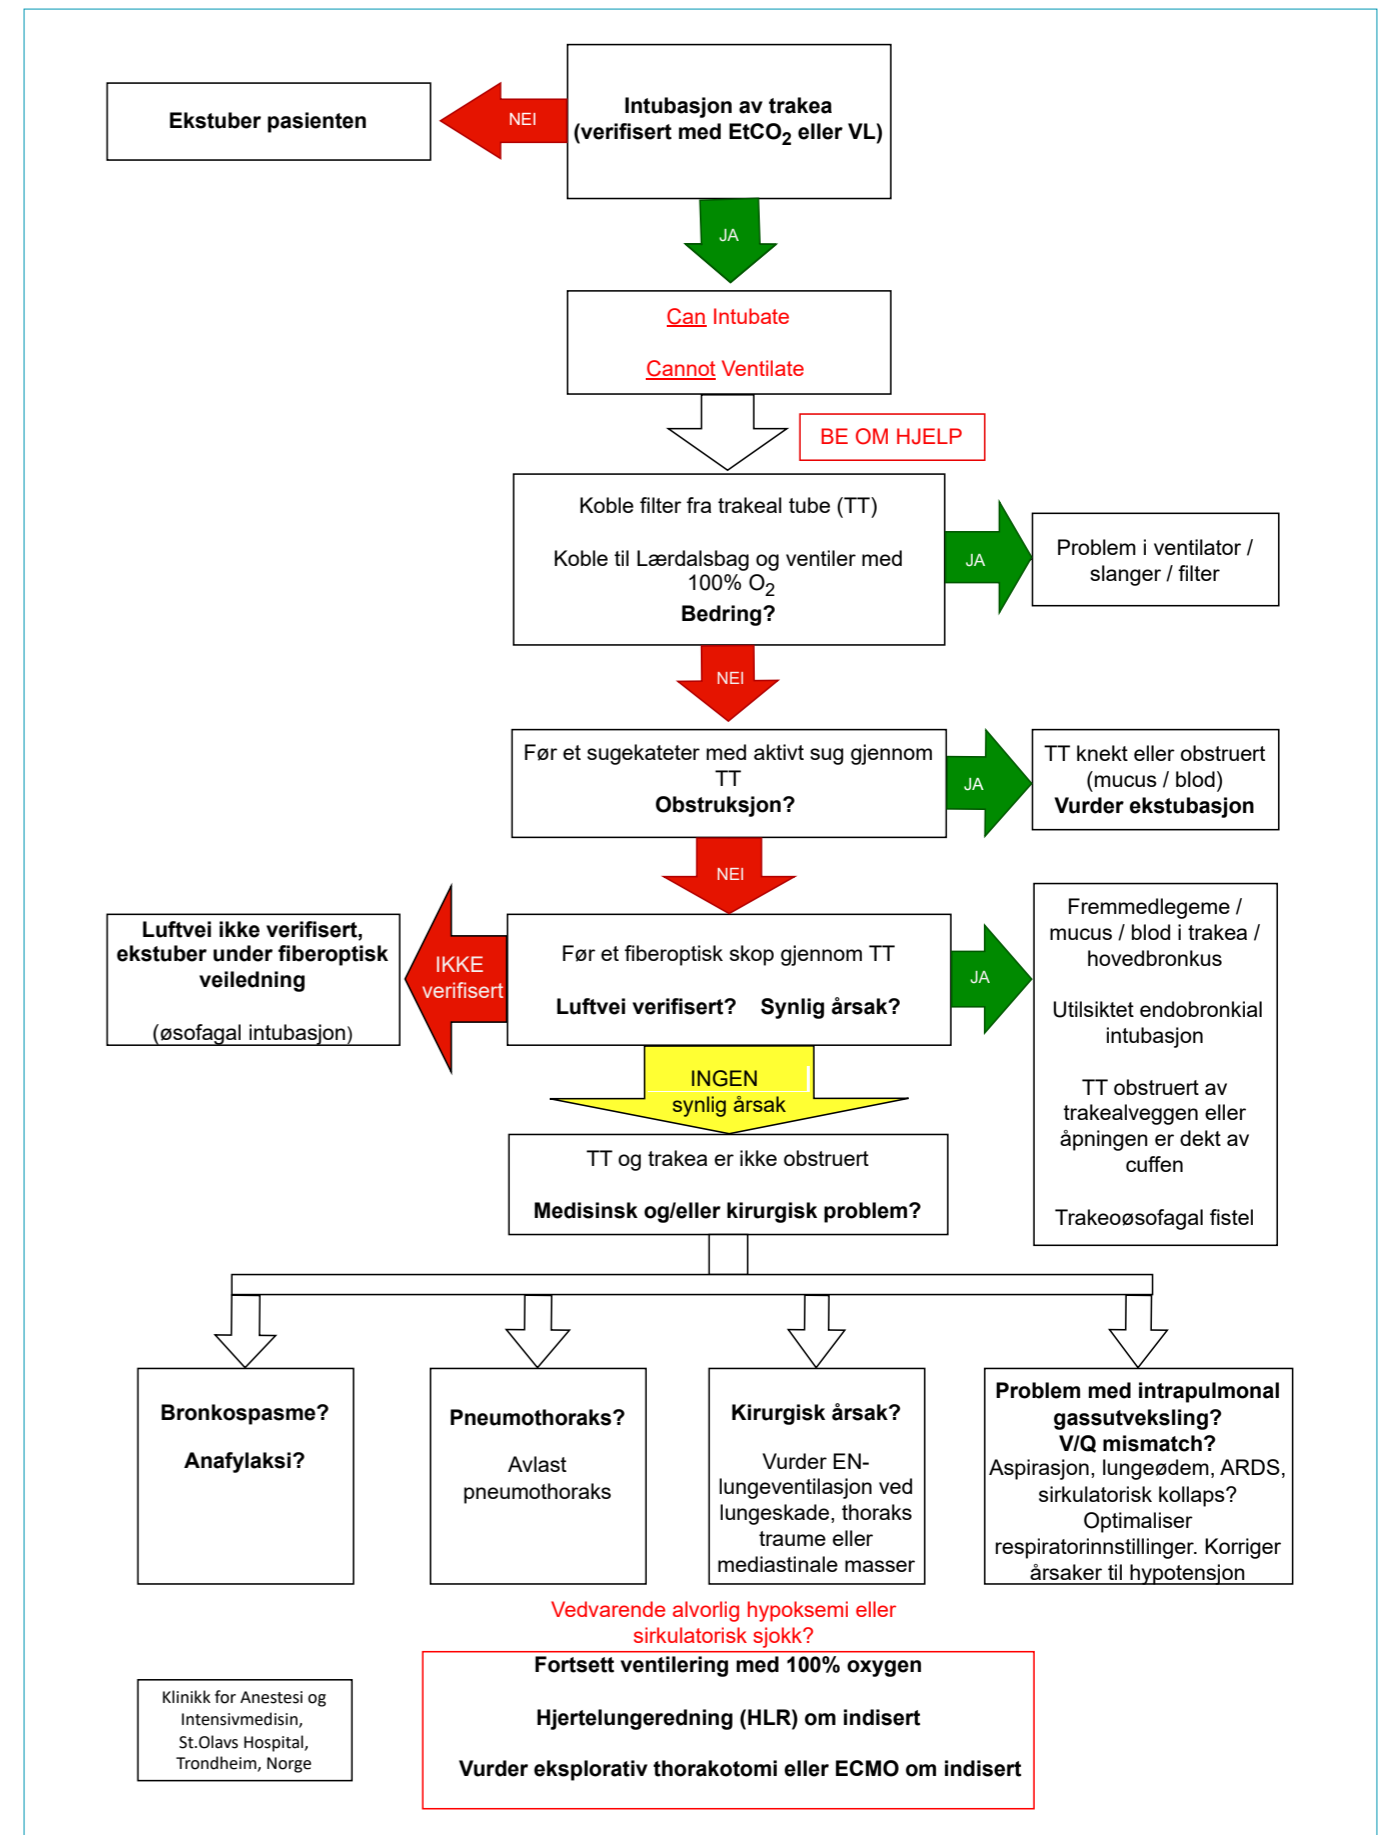 Ekstuber pasienten
NEI
Intubasjon av trakea
(verifisert med EtCO₂ eller VL)
JA
Can Intubate
Cannot Ventilate
BE OM HJELP
Koble filter fra trakeal tube (TT)
Koble til Lærdalsbag og ventiler med
100% O₂
Bedring?
JA
Problem i ventilator /
slanger / filter
NEI
Før et sugekateter med aktivt sug gjennom
TT
Obstruksjon?
JA
TT knekt eller obstruert
(mucus / blod)
Vurder ekstubasjon
NEI
Luftvei ikke verifisert,
ekstuber under fiberoptisk
veiledning
(øsofagal intubasjon)
IKKE
verifisert
Før et fiberoptisk skop gjennom TT
Luftvei verifisert? Synlig årsak?
JA
Fremmedlegeme /
mucus / blod i trakea /
hovedbronkus
Utilsiktet endobronkial
intubasjon
TT obstruert av
trakealveggen eller
åpningen er dekt av
cuffen
Trakeoøsofagal fistel
INGEN
synlig årsak
TT og trakea er ikke obstruert
Medisinsk og/eller kirurgisk problem?
Bronkospasme?
Anafylaksi?
Pneumothoraks?
Avlast
pneumothoraks
Kirurgisk årsak?
Vurder EN-
lungeventilasjon ved
lungeskade, thoraks
traume eller
mediastinale masser
Problem med intrapulmonal
gassutveksling?
V/Q mismatch?
Aspirasjon, lungeødem, ARDS,
sirkulatorisk kollaps?
Optimaliser
respiratorinnstillinger. Korriger
årsaker til hypotensjon
Vedvarende alvorlig hypoksemi eller
sirkulatorisk sjokk?
Fortsett ventilering med 100% oxygen
Hjertelungeredning (HLR) om indisert
Vurder eksplorativ thorakotomi eller ECMO om indisert
Klinikk for Anestesi og
Intensivmedisin,
St.Olavs Hospital,
Trondheim, Norge